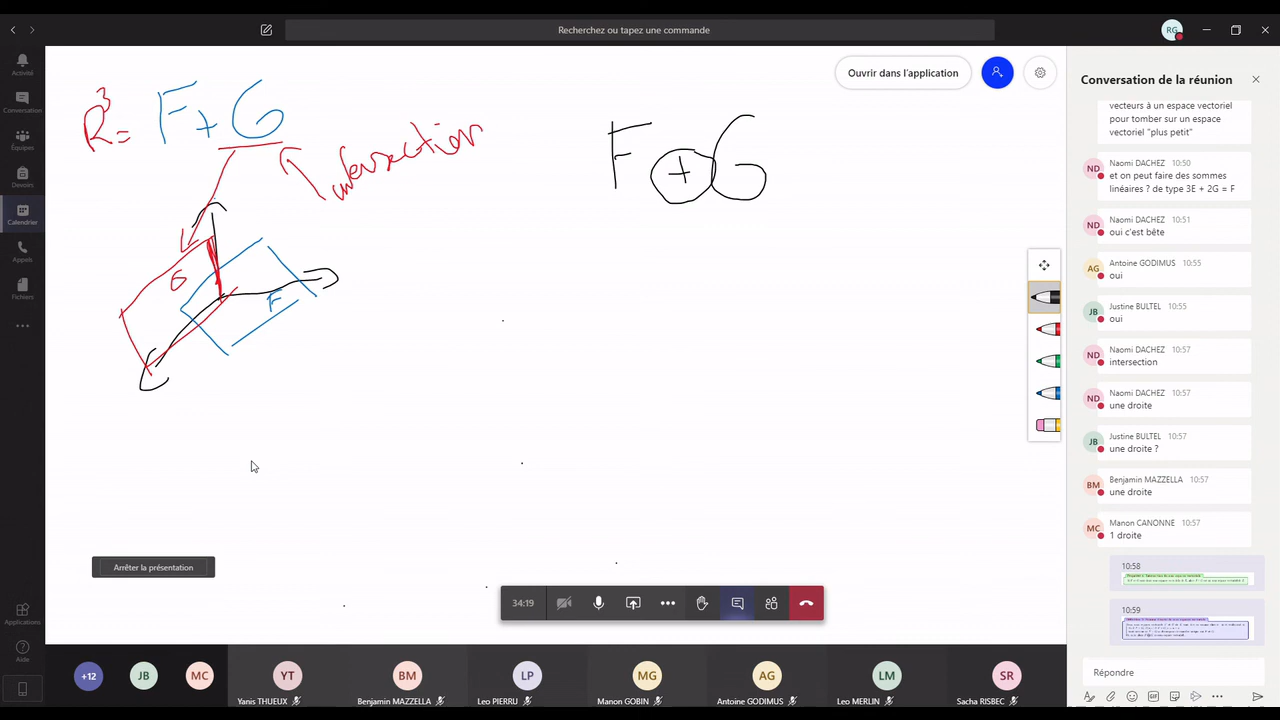 Recherchez ou tapez une commande
RG
Activité
Conversation
Équipes
Devoirs
Calendrier
Appels
Fichiers
Applications
Aide
R³ = F + G
intersection
G
F
F ⊕ G
Ouvrir dans l'application
Arrêter la présentation
34:19
Conversation de la réunion
vecteurs à un espace vectoriel
pour tomber sur un espace
vectoriel "plus petit"
ND
Naomi DACHEZ 10:50
et on peut faire des sommes
linéaires ? de type 3E + 2G = F
ND
Naomi DACHEZ 10:51
oui c'est bête
AG
Antoine GODIMUS 10:55
oui
JB
Justine BULTEL 10:55
oui
ND
Naomi DACHEZ 10:57
intersection
ND
Naomi DACHEZ 10:57
une droite
JB
Justine BULTEL 10:57
une droite ?
BM
Benjamin MAZZELLA 10:57
une droite
MC
Manon CANONNE 10:57
1 droite
10:58
10:59
Répondre
+12
JB
MC
YT
Yanis THUEUX
BM
Benjamin MAZZELLA
LP
Leo PIERRU
MG
Manon GOBIN
AG
Antoine GODIMUS
LM
Leo MERLIN
SR
Sacha RISBEC